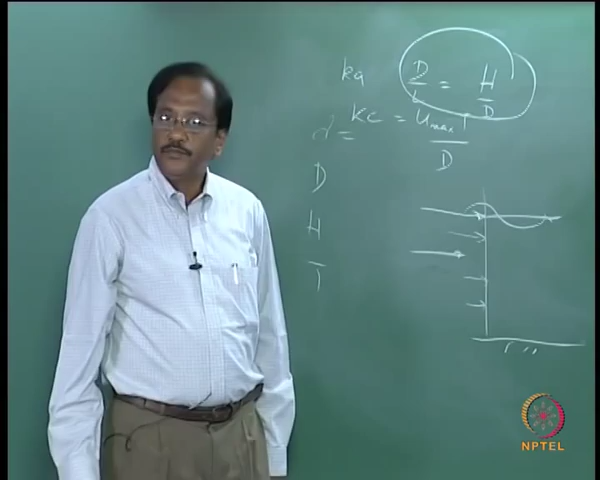 ka D/L = H/D
d = KC = Umax T / D
D
H
T
NPTEL